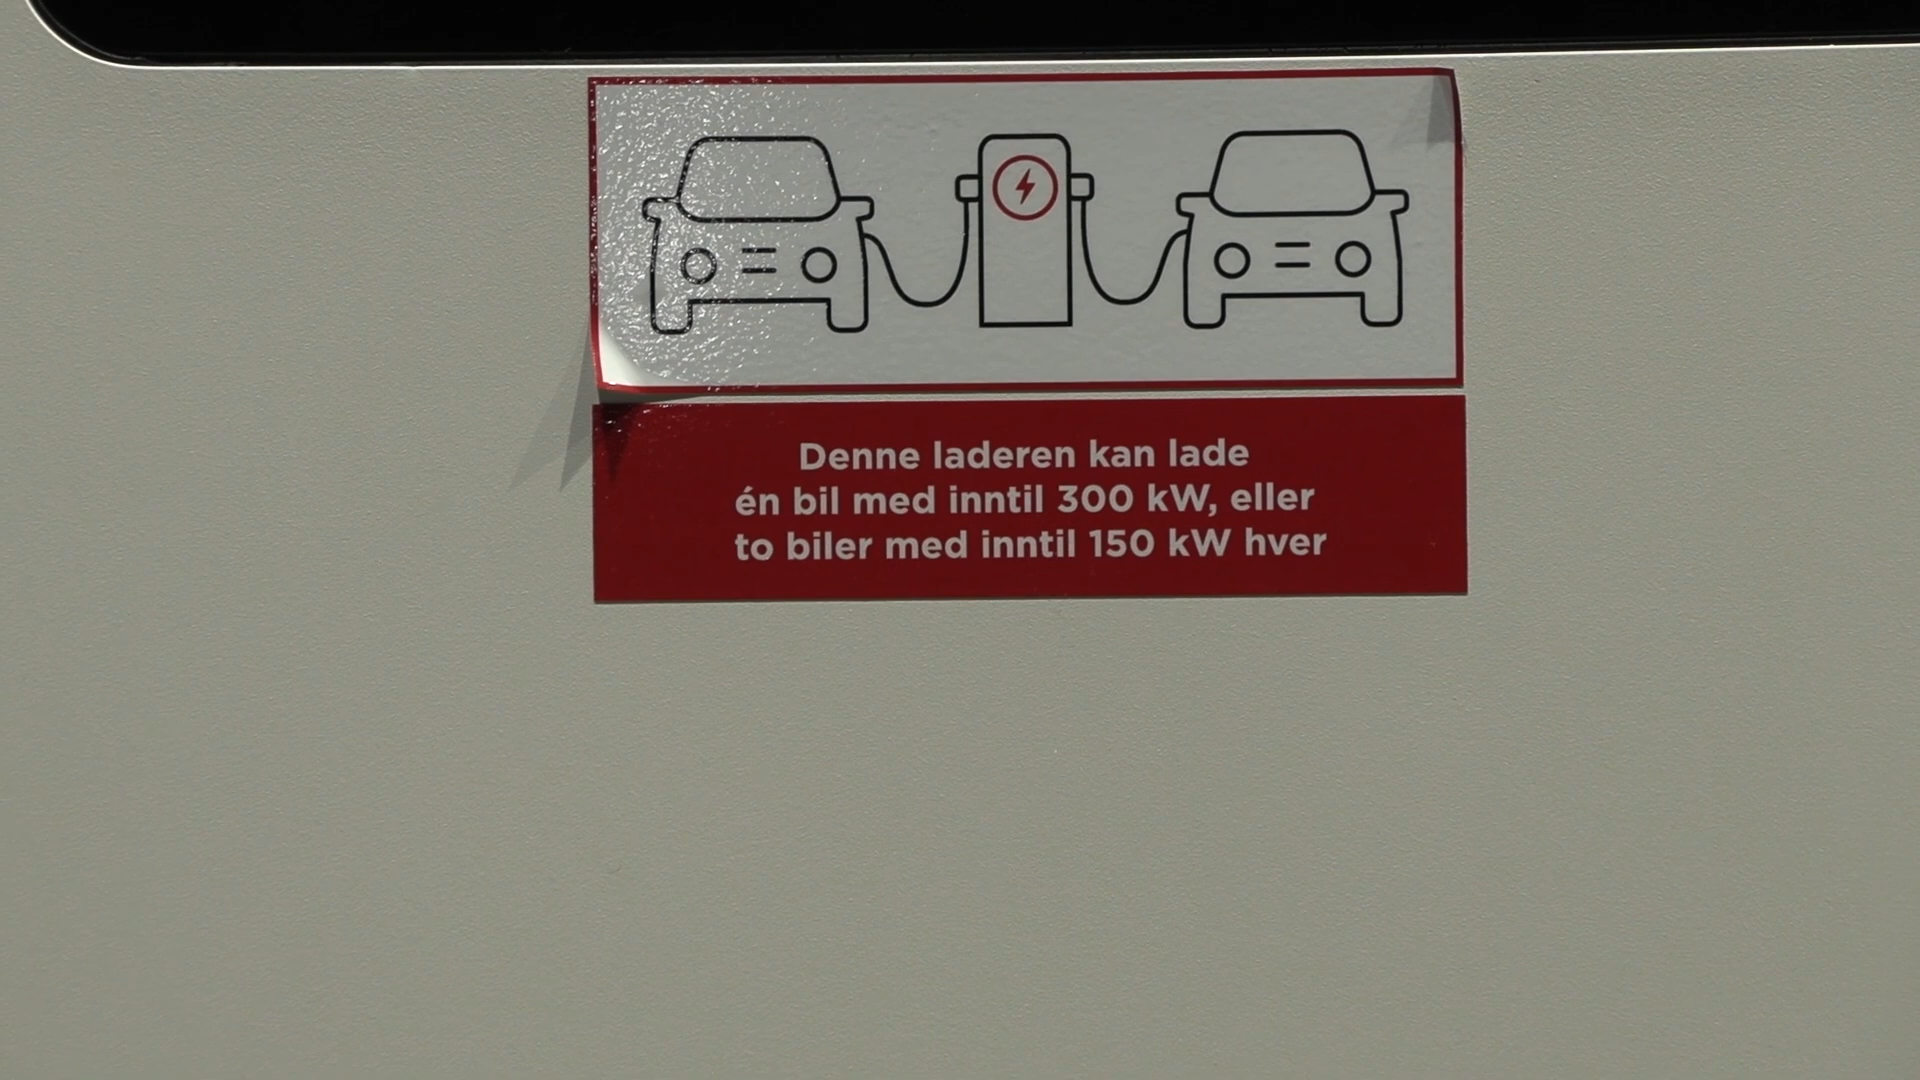 Denne laderen kan lade
én bil med inntil 300 kW, eller
to biler med inntil 150 kW hver